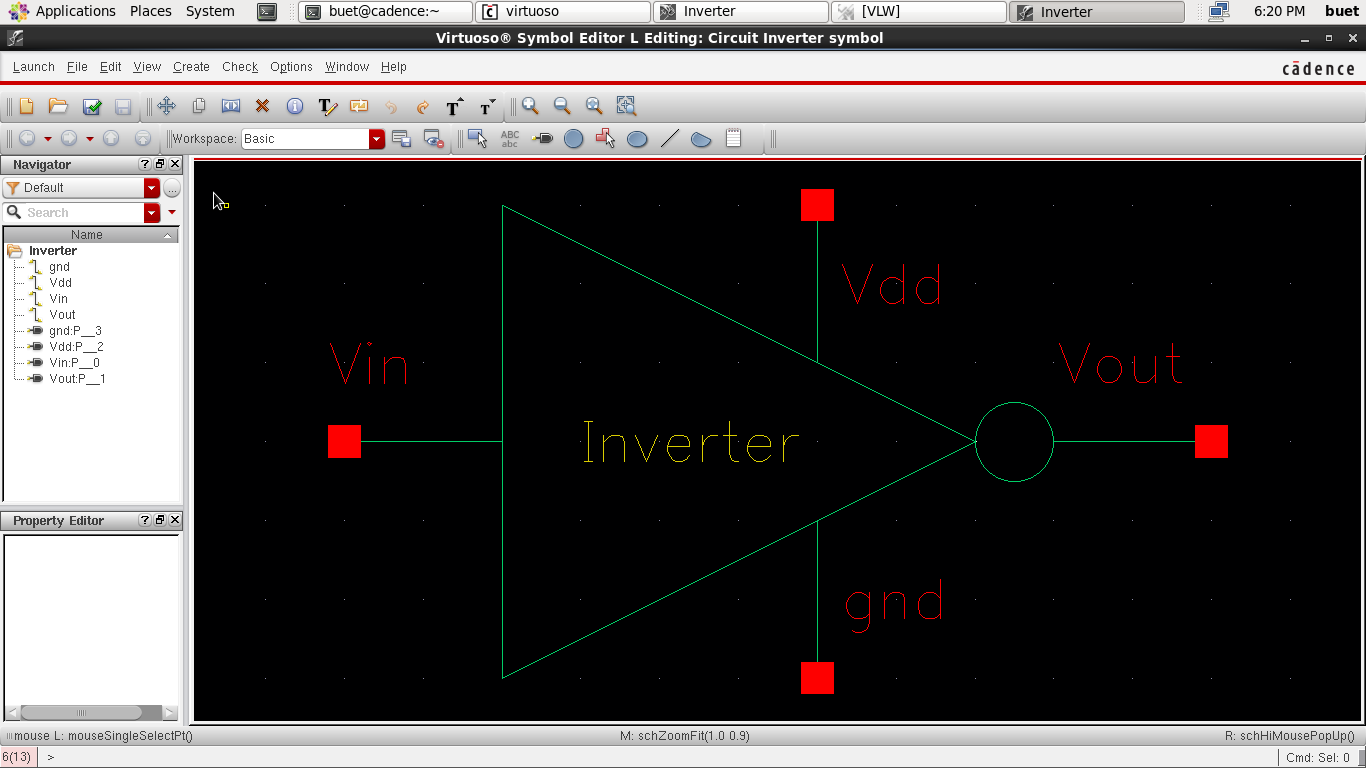 Applications Places System buet@cadence:~ virtuoso Inverter [VLW] Inverter 6:20 PM buet
Virtuoso® Symbol Editor L Editing: Circuit Inverter symbol
Launch File Edit View Create Check Options Window Help cādence
Workspace: Basic ABC
abc
Navigator
Default ...
Search
Name
Inverter
gnd
Vdd
Vin
Vout
gnd:P__3
Vdd:P__2
Vin:P__0
Vout:P__1
Property Editor
Vdd
Vin
Vout
Inverter
gnd
mouse L: mouseSingleSelectPt() M: schZoomFit(1.0 0.9) R: schHiMousePopUp()
6(13) > Cmd: Sel: 0